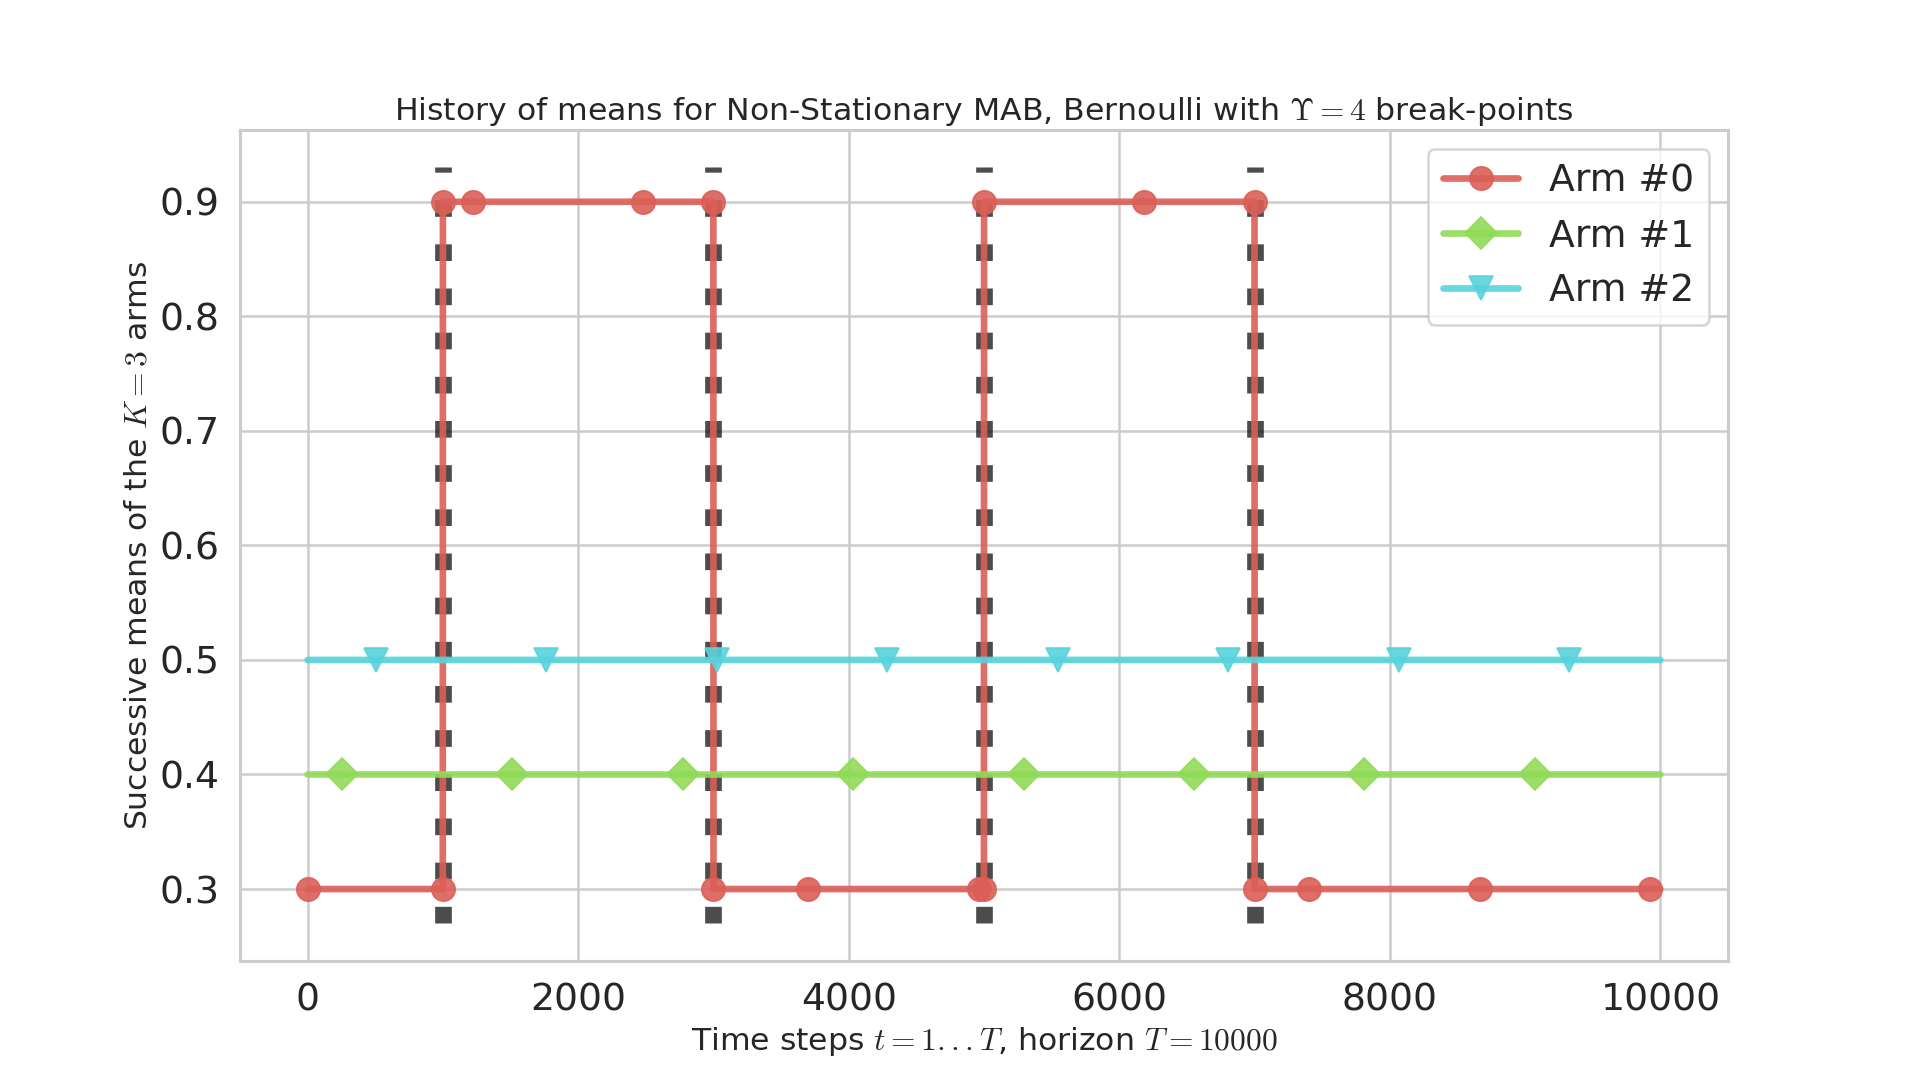 History of means for Non-Stationary MAB, Bernoulli with ϒ = 4 break-points
Arm #0
Arm #1
Arm #2
Successive means of the K = 3 arms
0.9
0.8
0.7
0.6
0.5
0.4
0.3
0 2000 4000 6000 8000 10000
Time steps t = 1…T, horizon T = 10000